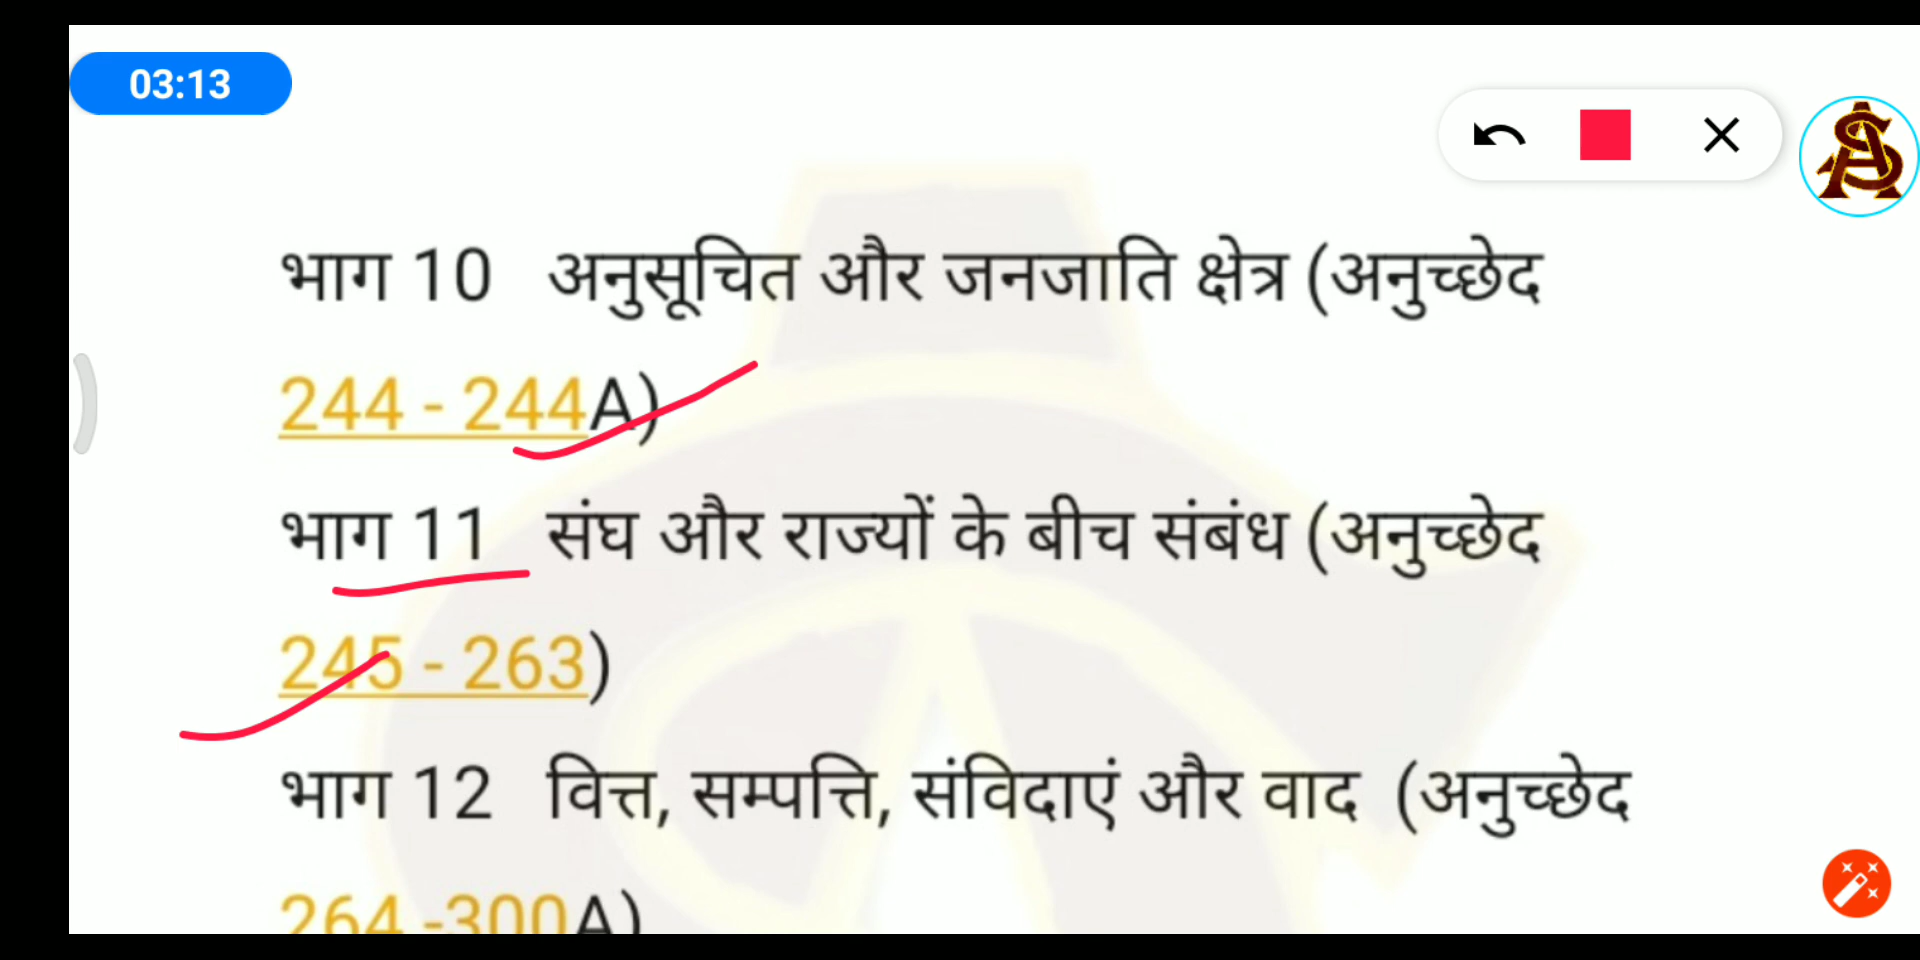 03:13
भाग 10 अनुसूचित और जनजाति क्षेत्र (अनुच्छेद
244 - 244A)
भाग 11 संघ और राज्यों के बीच संबंध (अनुच्छेद
245 - 263)
भाग 12 वित्त, सम्पत्ति, संविदाएं और वाद (अनुच्छेद
264 -300A)